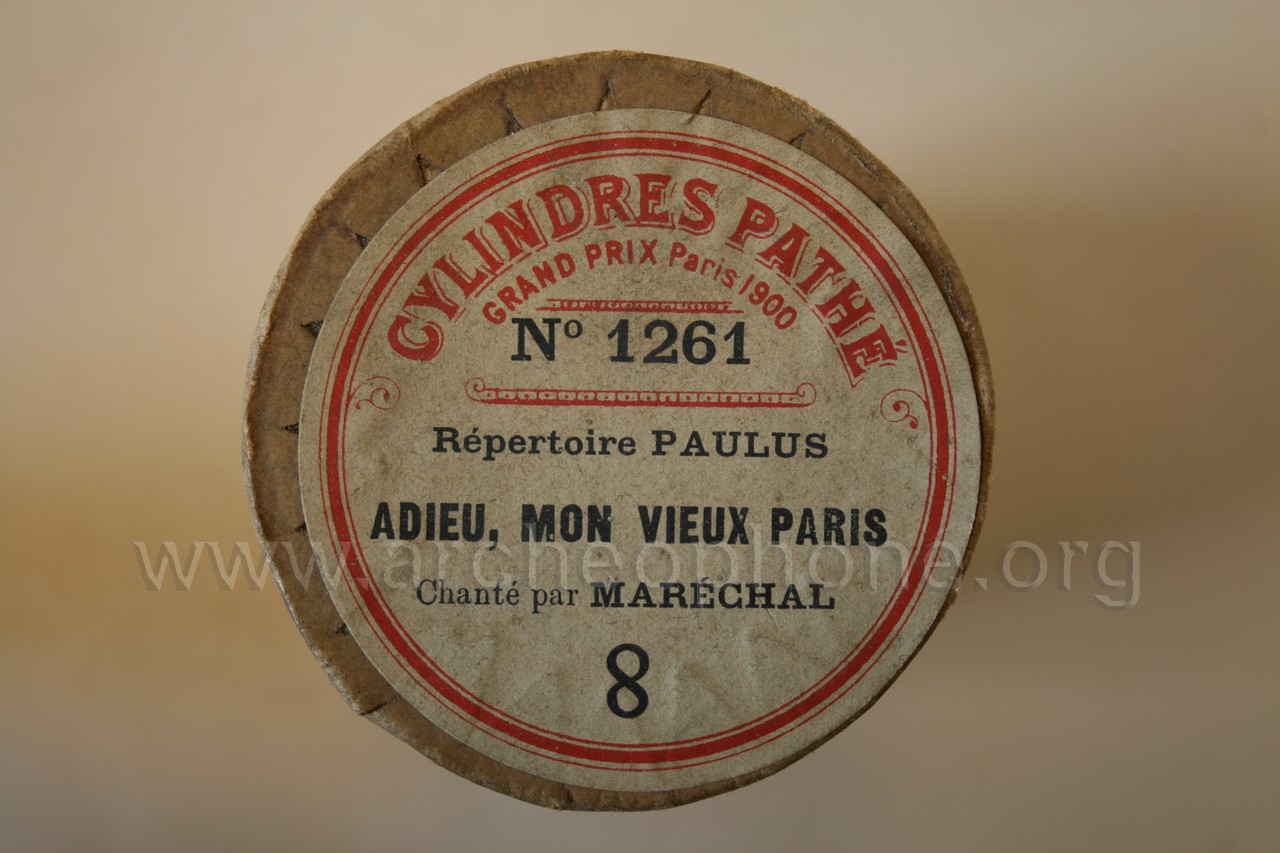 CYLINDRES PATHÉ
GRAND PRIX Paris 1900
Nº 1261
Répertoire PAULUS
ADIEU, MON VIEUX PARIS
www.archeophone.org
Chanté par MARÉCHAL
8